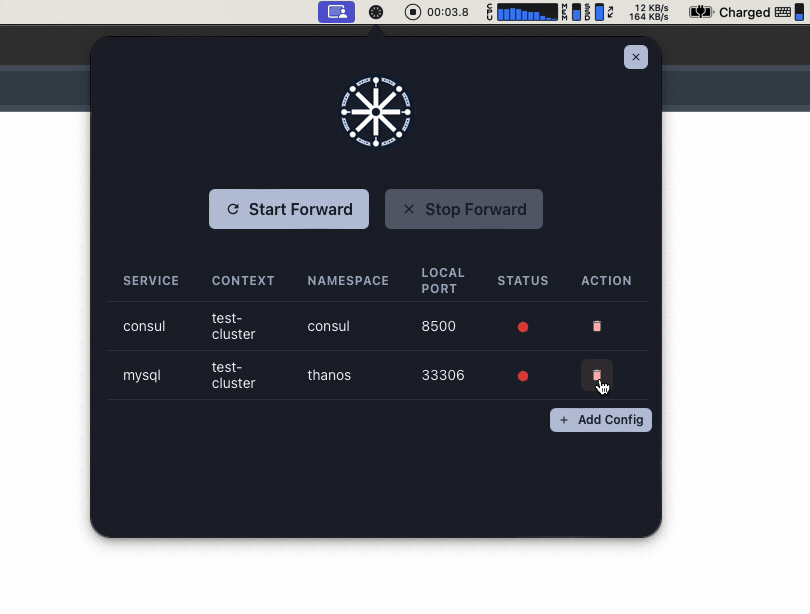 00:03.8 CPU MEM SSD 12 KB/s Charged
164 KB/s
Start Forward Stop Forward
SERVICE CONTEXT NAMESPACE LOCAL PORT STATUS ACTION
consul test-cluster consul 8500
mysql test-cluster thanos 33306
+ Add Config